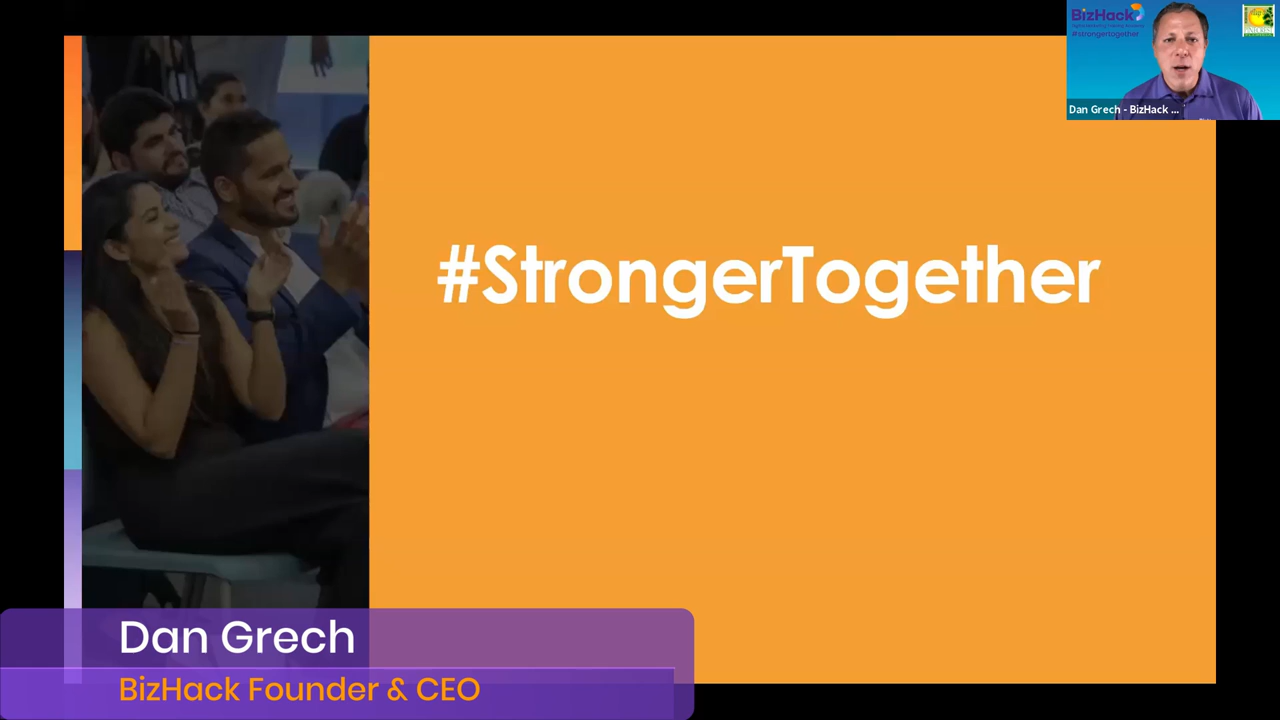 BizHack
#strongertogether
Dan Grech - BizHack ...
#StrongerTogether
Dan Grech
BizHack Founder & CEO